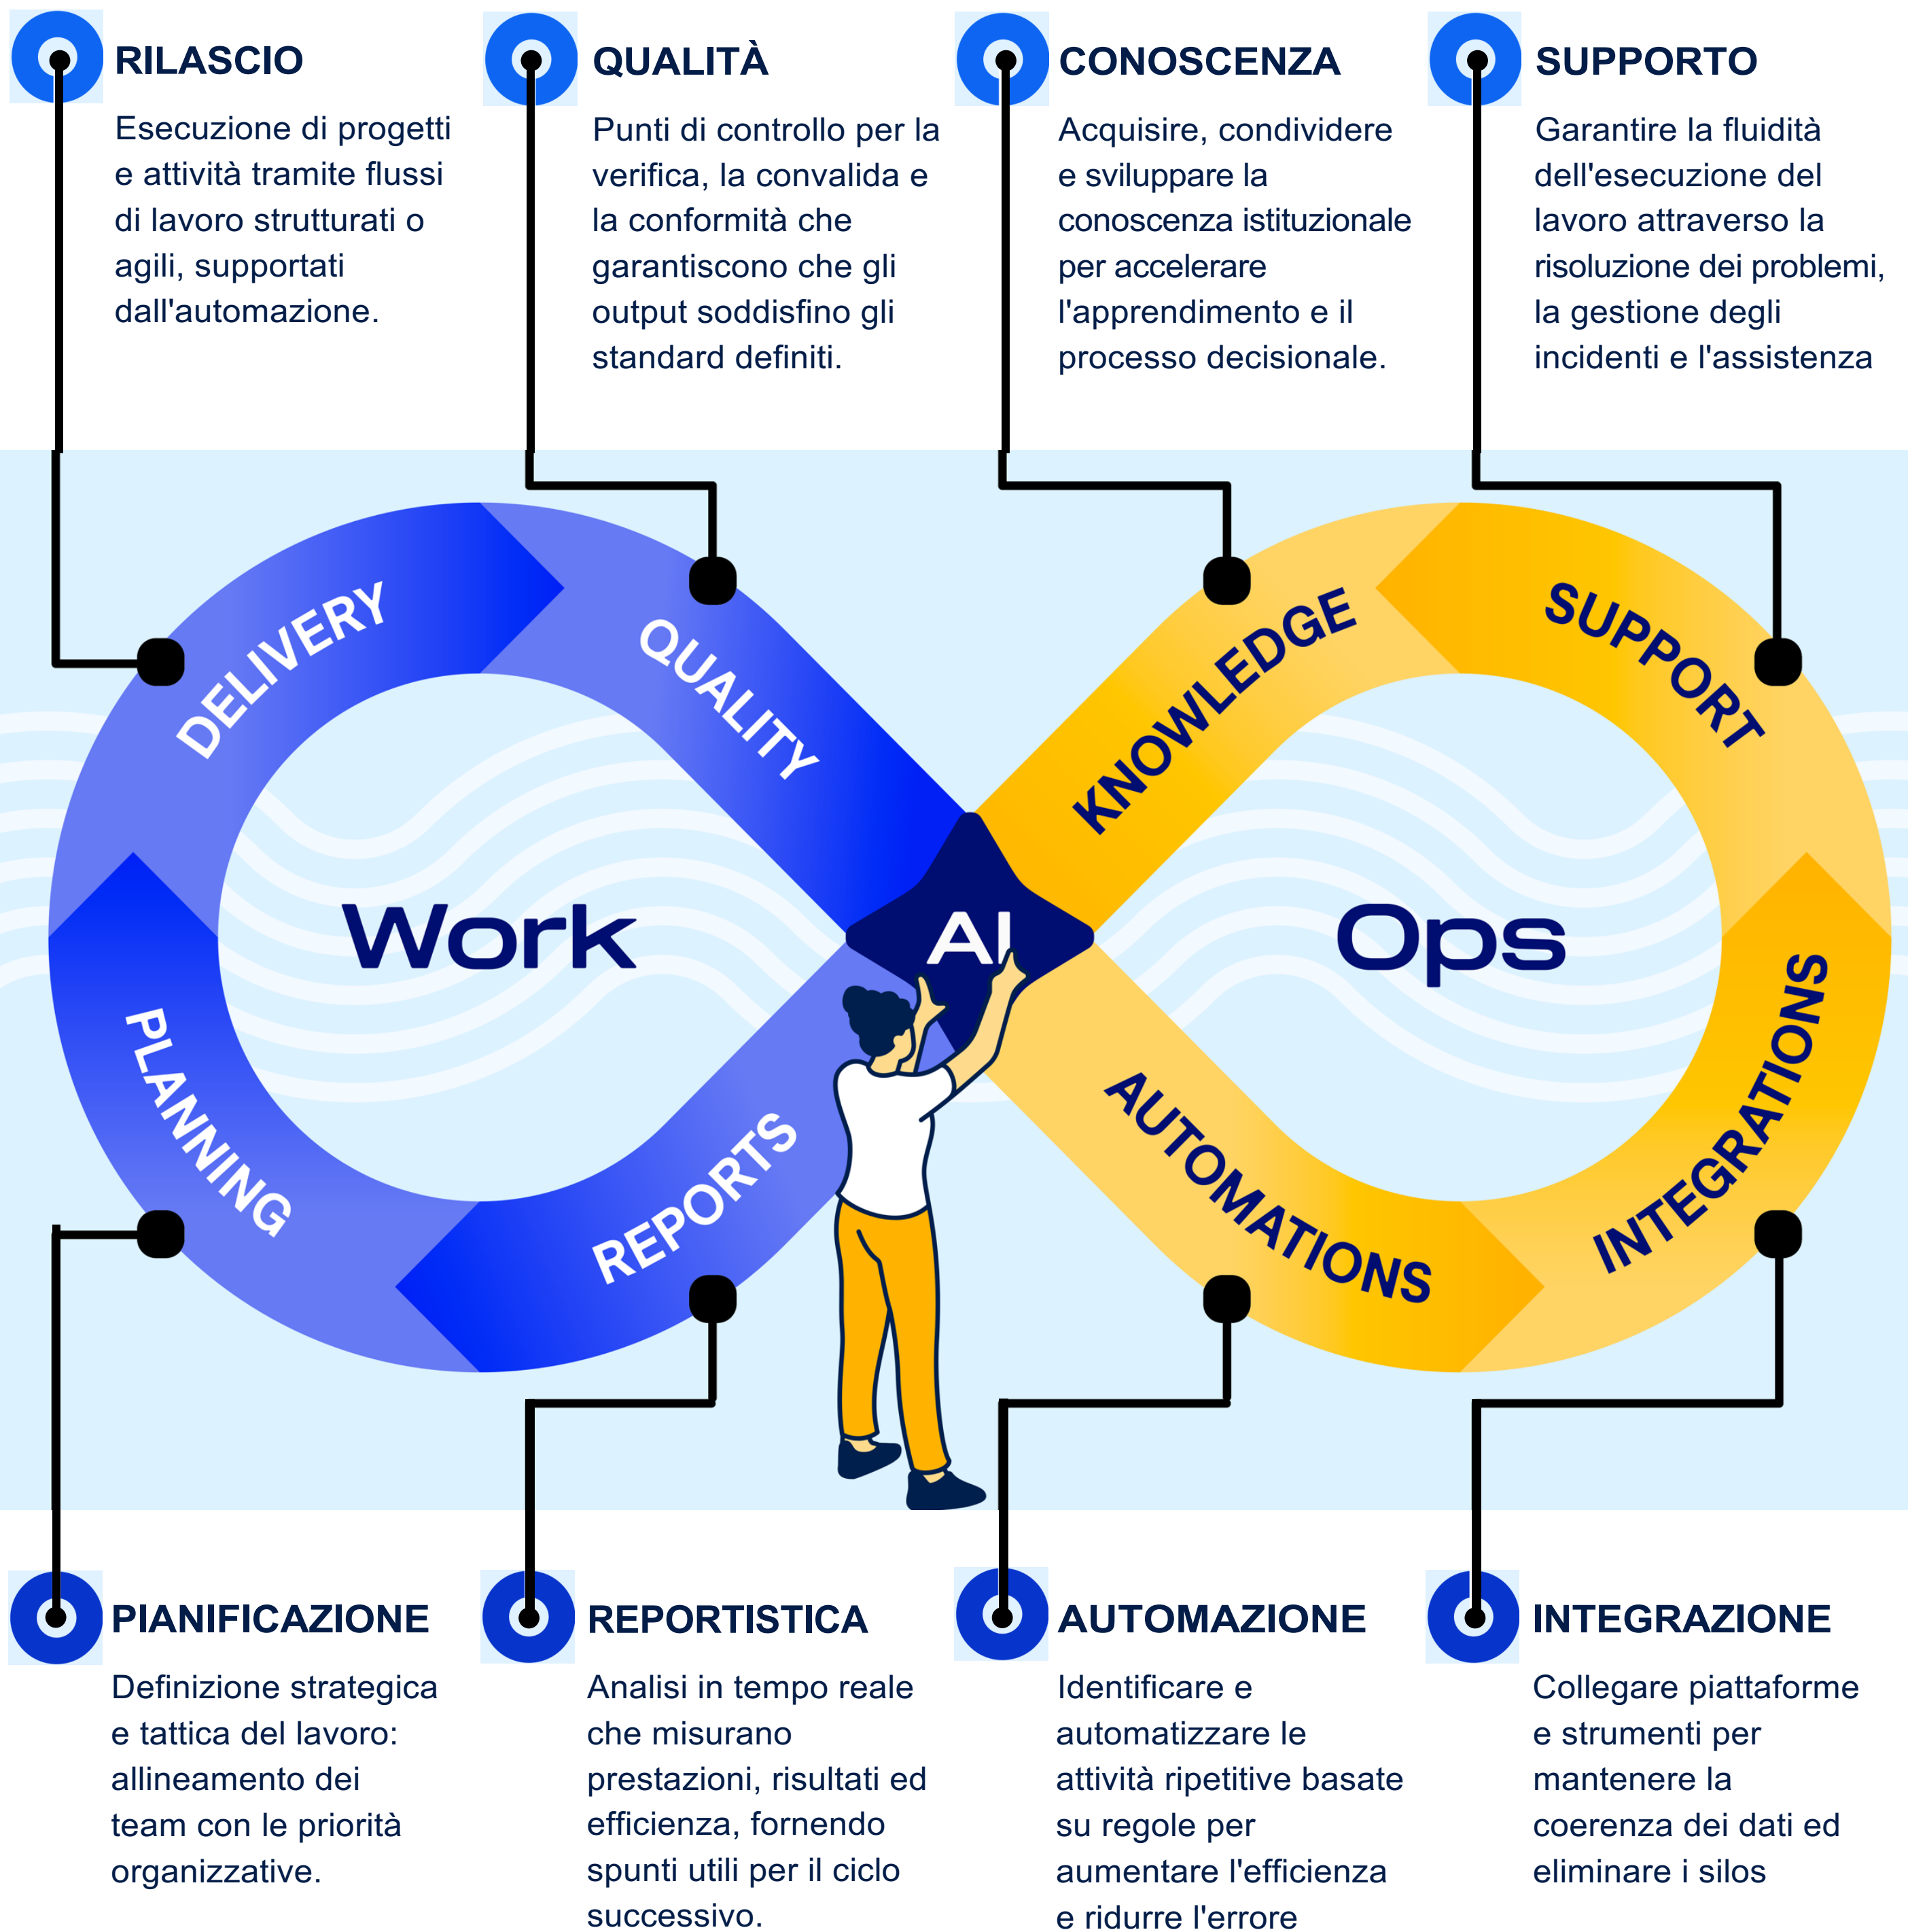 RILASCIO
Esecuzione di progetti
e attività tramite flussi
di lavoro strutturati o
agili, supportati
dall'automazione.
QUALITÀ
Punti di controllo per la
verifica, la convalida e
la conformità che
garantiscono che gli
output soddisfino gli
standard definiti.
CONOSCENZA
Acquisire, condividere
e sviluppare la
conoscenza istituzionale
per accelerare
l'apprendimento e il
processo decisionale.
SUPPORTO
Garantire la fluidità
dell'esecuzione del
lavoro attraverso la
risoluzione dei problemi,
la gestione degli
incidenti e l'assistenza
DELIVERY
QUALITY
KNOWLEDGE
SUPPORT
Work
AI
Ops
PLANNING
REPORTS
AUTOMATIONS
INTEGRATIONS
PIANIFICAZIONE
Definizione strategica
e tattica del lavoro:
allineamento dei
team con le priorità
organizzative.
REPORTISTICA
Analisi in tempo reale
che misurano
prestazioni, risultati ed
efficienza, fornendo
spunti utili per il ciclo
successivo.
AUTOMAZIONE
Identificare e
automatizzare le
attività ripetitive basate
su regole per
aumentare l'efficienza
e ridurre l'errore
INTEGRAZIONE
Collegare piattaforme
e strumenti per
mantenere la
coerenza dei dati ed
eliminare i silos